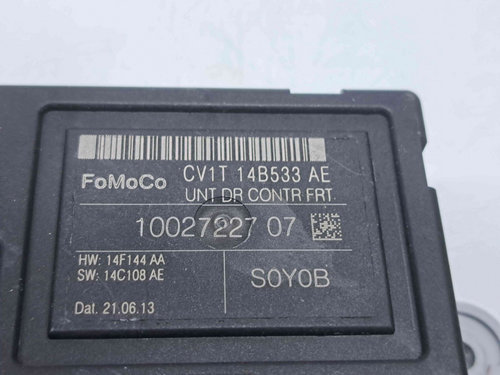 FoMoCo CV1T 14B533 AE
UNT DR CONTR FRT
10027227 07
HW: 14F144 AA
SW: 14C108 AE
S0Y0B
Dat. 21.06.13